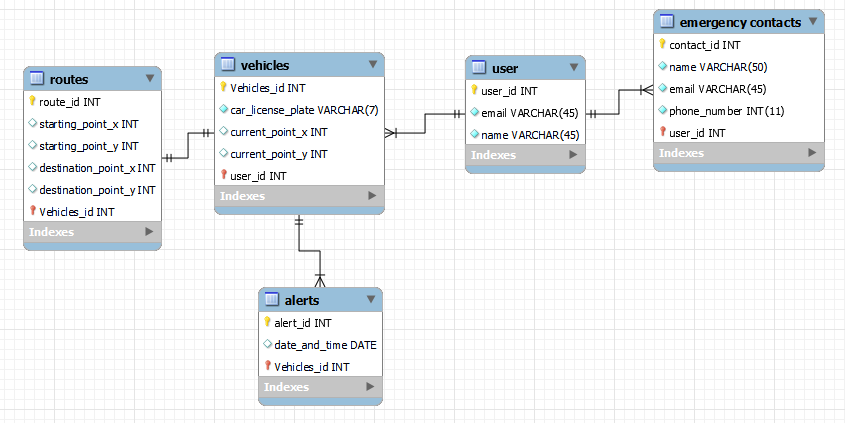 routes
route_id INT
starting_point_x INT
starting_point_y INT
destination_point_x INT
destination_point_y INT
Vehicles_id INT
Indexes
vehicles
Vehicles_id INT
car_license_plate VARCHAR(7)
current_point_x INT
current_point_y INT
user_id INT
Indexes
user
user_id INT
email VARCHAR(45)
name VARCHAR(45)
Indexes
emergency contacts
contact_id INT
name VARCHAR(50)
email VARCHAR(45)
phone_number INT(11)
user_id INT
Indexes
alerts
alert_id INT
date_and_time DATE
Vehicles_id INT
Indexes